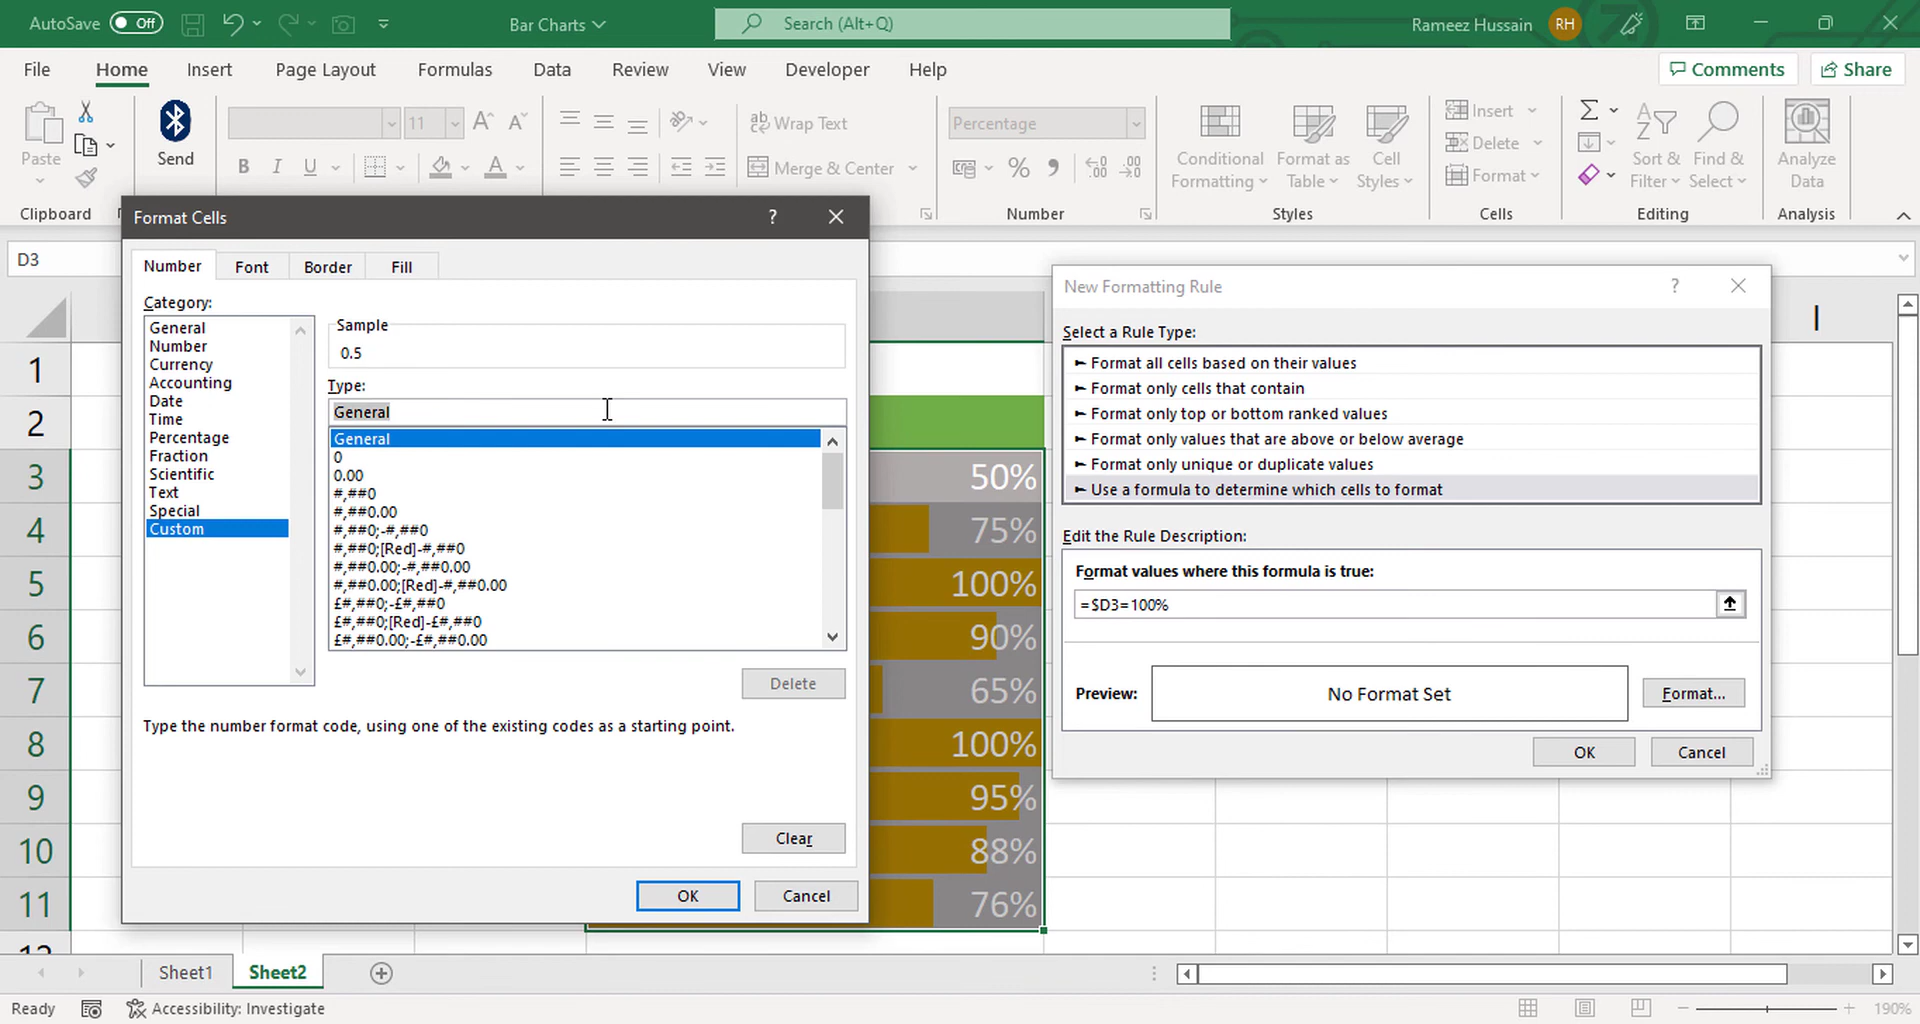 AutoSave Off
Bar Charts
Search (Alt+Q)
Rameez Hussain RH
File Home Insert Page Layout Formulas Data Review View Developer Help
Comments Share
Paste
Clipboard
Send
11
B I U
Wrap Text
Merge & Center
Percentage
Number
Conditional Formatting
Format as Table
Cell Styles
Styles
Insert
Delete
Format
Cells
Sort & Filter
Find & Select
Editing
Analyze Data
Analysis
D3
I
1
2
3
4
5
6
7
8
9
10
11
12
Format Cells
?
Number Font Border Fill
Category:
General
Number
Currency
Accounting
Date
Time
Percentage
Fraction
Scientific
Text
Special
Custom
Sample
0.5
Type:
General
General
0
0.00
#,##0
#,##0.00
#,##0;-#,##0
#,##0;[Red]-#,##0
#,##0.00;-#,##0.00
#,##0.00;[Red]-#,##0.00
£#,##0;-£#,##0
£#,##0;[Red]-£#,##0
£#,##0.00;-£#,##0.00
Delete
Type the number format code, using one of the existing codes as a starting point.
Clear
OK Cancel
50%
75%
100%
90%
65%
100%
95%
88%
76%
New Formatting Rule
?
Select a Rule Type:
► Format all cells based on their values
► Format only cells that contain
► Format only top or bottom ranked values
► Format only values that are above or below average
► Format only unique or duplicate values
► Use a formula to determine which cells to format
Edit the Rule Description:
Format values where this formula is true:
=$D3=100%
Preview: No Format Set Format...
OK Cancel
Sheet1 Sheet2
Ready Accessibility: Investigate
190%